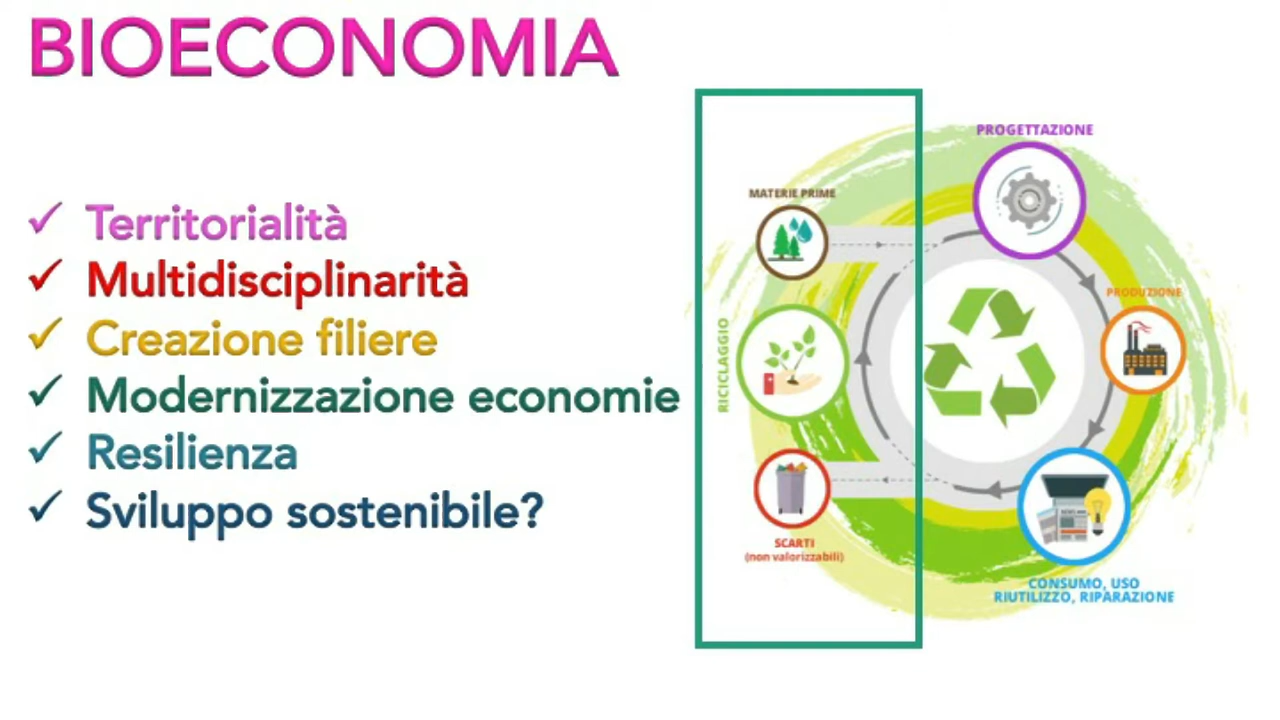 BIOECONOMIA
✓ Territorialità
✓ Multidisciplinarità
✓ Creazione filiere
✓ Modernizzazione economie
✓ Resilienza
✓ Sviluppo sostenibile?
PROGETTAZIONE
MATERIE PRIME
PRODUZIONE
RICICLAGGIO
SCARTI
(non valorizzabili)
CONSUMO, USO
RIUTILIZZO, RIPARAZIONE